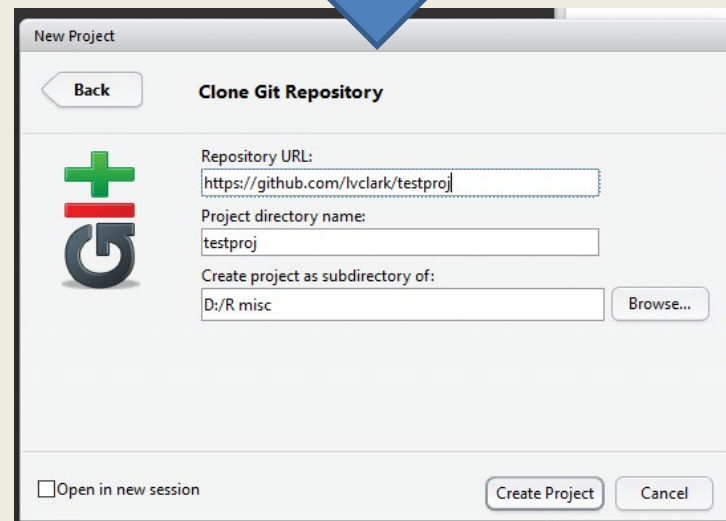 New Project
Back
Clone Git Repository
git
Repository URL:
https://github.com/lvclark/testproj
Project directory name:
testproj
Create project as subdirectory of:
D:/R misc
Browse...
Open in new session
Create Project
Cancel